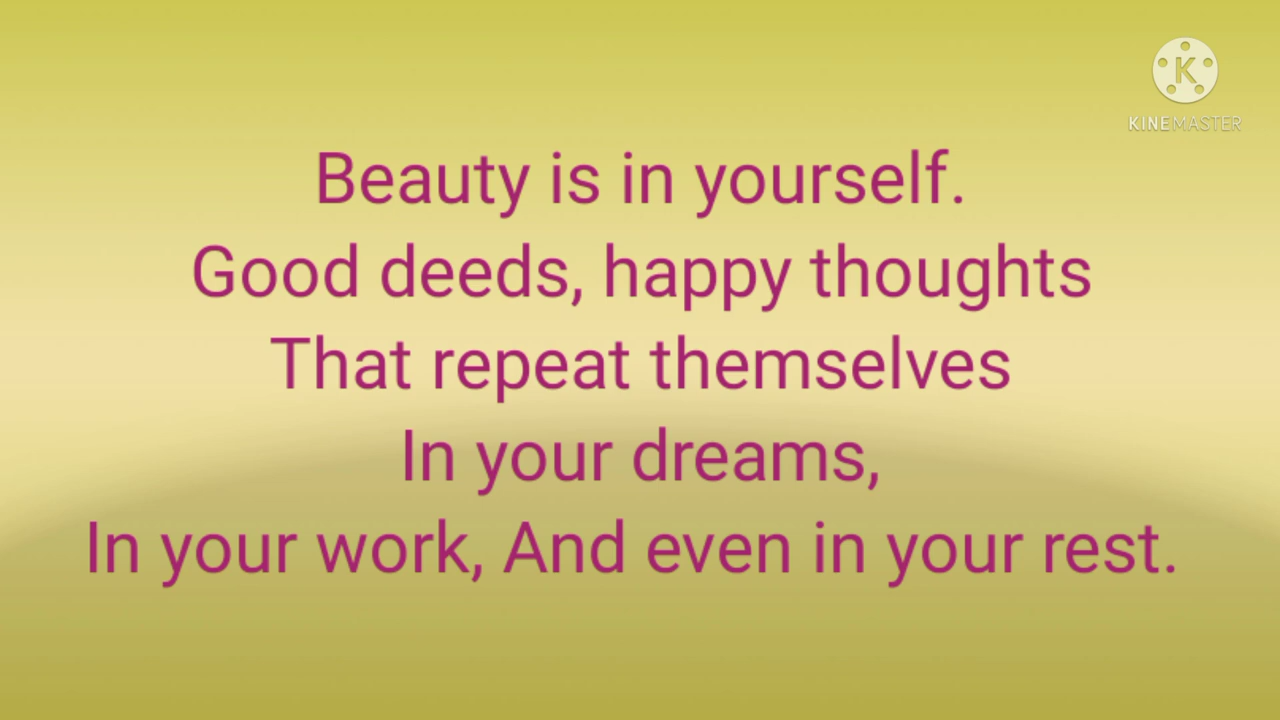 K
KINEMASTER
Beauty is in yourself.
Good deeds, happy thoughts
That repeat themselves
In your dreams,
In your work, And even in your rest.